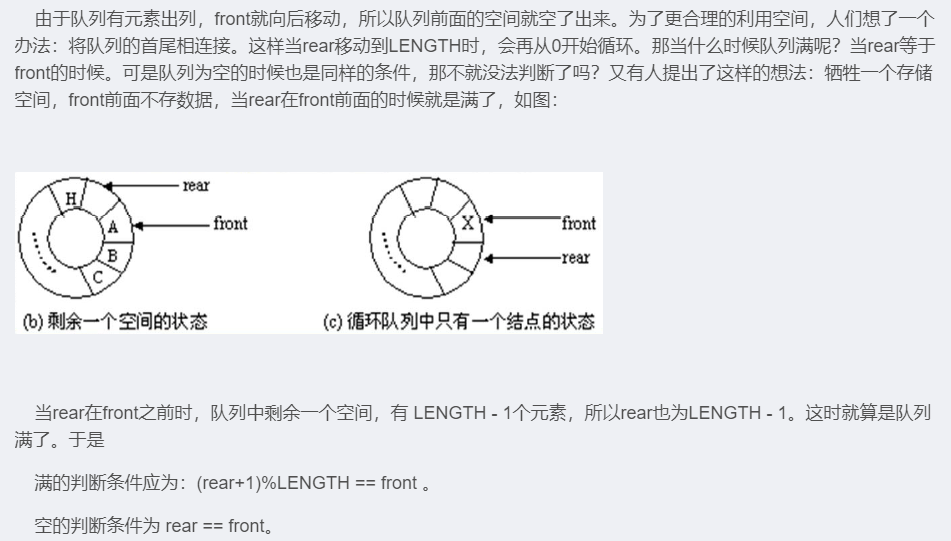 由于队列有元素出列，front就向后移动，所以队列前面的空间就空了出来。为了更合理的利用空间，人们想了一个
办法：将队列的首尾相连接。这样当rear移动到LENGTH时，会再从0开始循环。那当什么时候队列满呢？当rear等于
front的时候。可是队列为空的时候也是同样的条件，那不就没法判断了吗？又有人提出了这样的想法：牺牲一个存储
空间，front前面不存数据，当rear在front前面的时候就是满了，如图：
H
rear
A
front
B
C
(b) 剩余一个空间的状态
X
front
rear
(c) 循环队列中只有一个结点的状态
当rear在front之前时，队列中剩余一个空间，有 LENGTH - 1个元素，所以rear也为LENGTH - 1。这时就算是队列
满了。于是
满的判断条件应为：(rear+1)%LENGTH == front 。
空的判断条件为 rear == front。